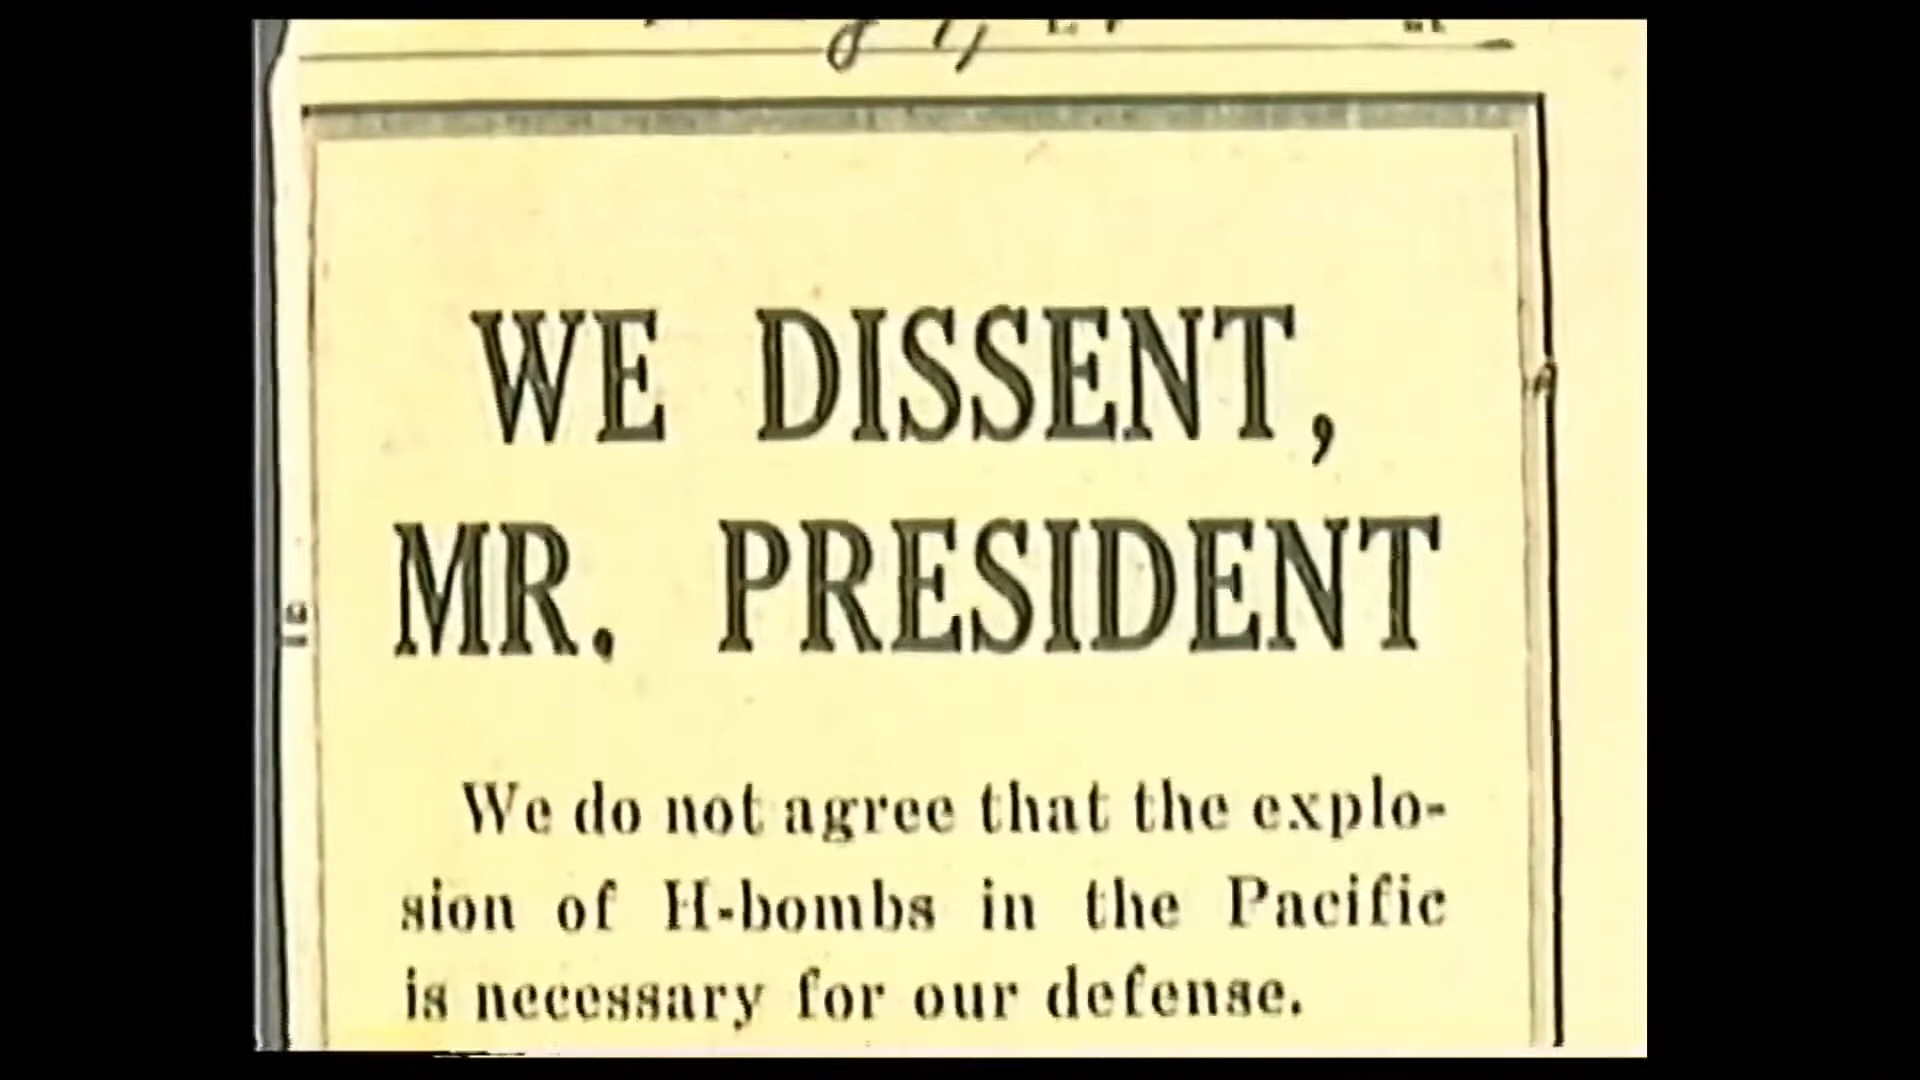 WE DISSENT,
MR. PRESIDENT
We do not agree that the explo-
sion of H-bombs in the Pacific
is necessary for our defense.